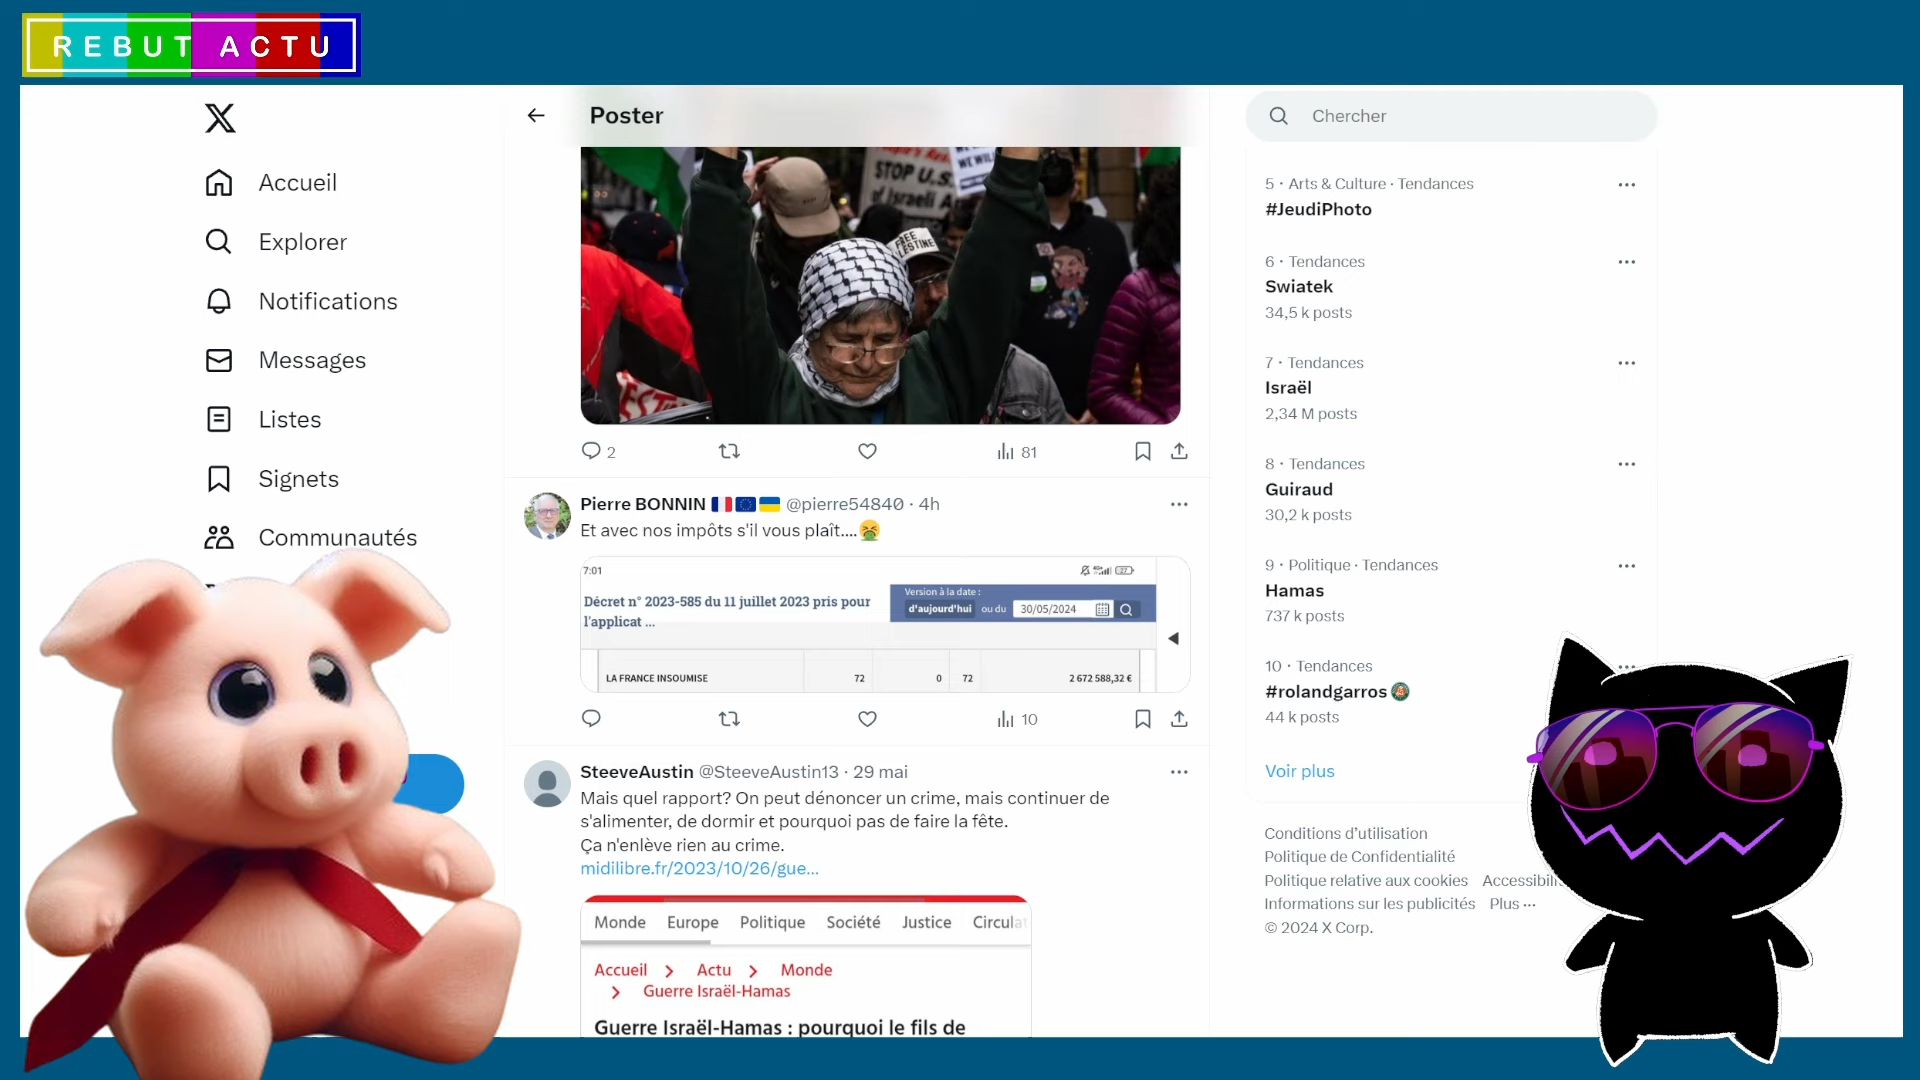 REBUT ACTU
Accueil
Explorer
Notifications
Messages
Listes
Signets
Communautés
Poster
STOP U.S.
WE WILL
FREE
2
81
Pierre BONNIN 🇫🇷🇪🇺🇺🇦 @pierre54840 · 4h
Et avec nos impôts s'il vous plaît....🤮
7:01
Décret n° 2023-585 du 11 juillet 2023 pris pour
l'applicat ...
Version à la date :
d'aujourd'hui ou du 30/05/2024
LA FRANCE INSOUMISE 72 0 72 2 672 588,32 €
10
SteeveAustin @SteeveAustin13 · 29 mai
Mais quel rapport? On peut dénoncer un crime, mais continuer de
s'alimenter, de dormir et pourquoi pas de faire la fête.
Ça n'enlève rien au crime.
midilibre.fr/2023/10/26/gue...
Monde Europe Politique Société Justice
Accueil > Actu > Monde
> Guerre Israël-Hamas
Guerre Israël-Hamas : pourquoi le fils de
Chercher
5 · Arts & Culture · Tendances
#JeudiPhoto
6 · Tendances
Swiatek
34,5 k posts
7 · Tendances
Israël
2,34 M posts
8 · Tendances
Guiraud
30,2 k posts
9 · Politique · Tendances
Hamas
737 k posts
10 · Tendances
#rolandgarros
44 k posts
Voir plus
Conditions d’utilisation
Politique de Confidentialité
Politique relative aux cookies
Informations sur les publicités Plus ···
© 2024 X Corp.